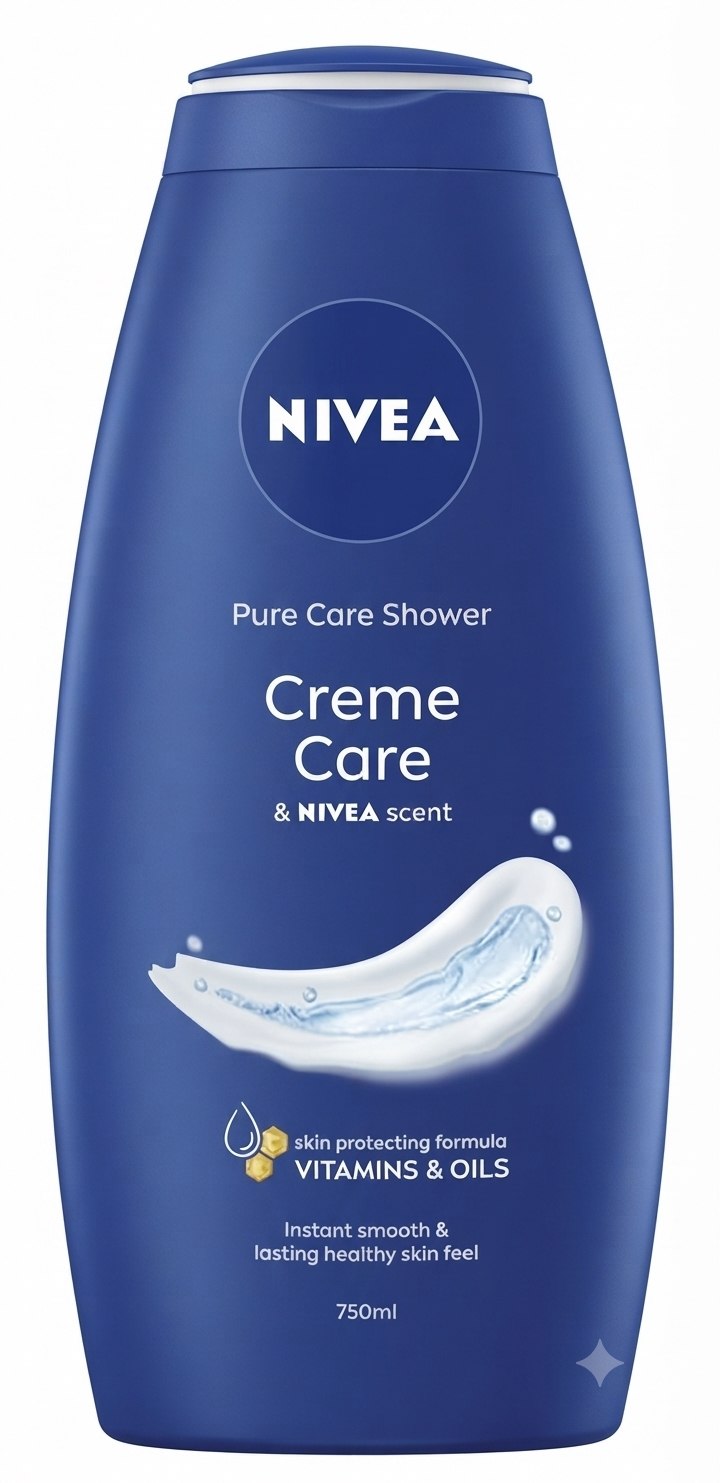 NIVEA
Pure Care Shower
Creme
Care
& NIVEA scent
skin protecting formula
VITAMINS & OILS
Instant smooth &
lasting healthy skin feel
750ml